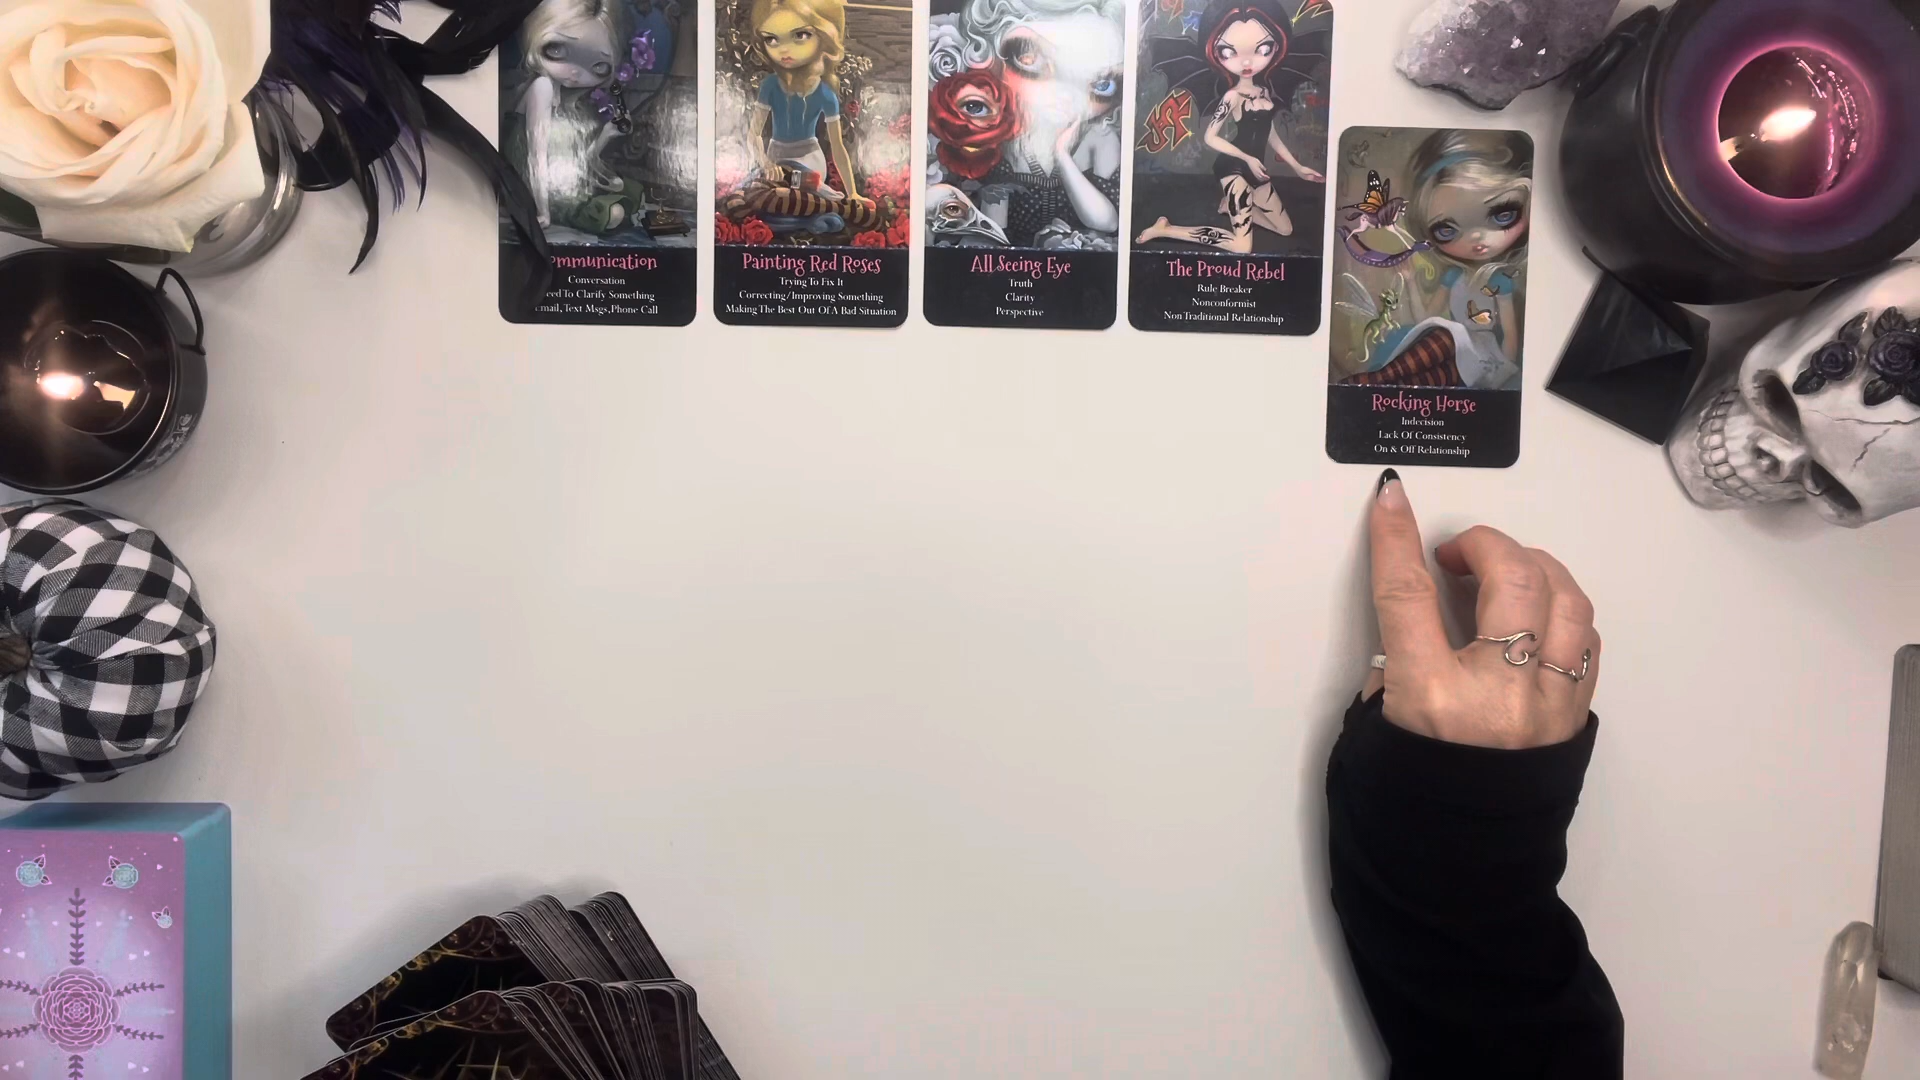 ommunication
Conversation
eed To Clarify Something
Email, Text Msgs, Phone Call
Painting Red Roses
Trying To Fix It
Correcting/Improving Something
Making The Best Out Of A Bad Situation
All Seeing Eye
Truth
Clarity
Perspective
The Proud Rebel
Rule Breaker
Nonconformist
Non Traditional Relationship
Rocking Horse
Indecision
Lack Of Consistency
On & Off Relationship